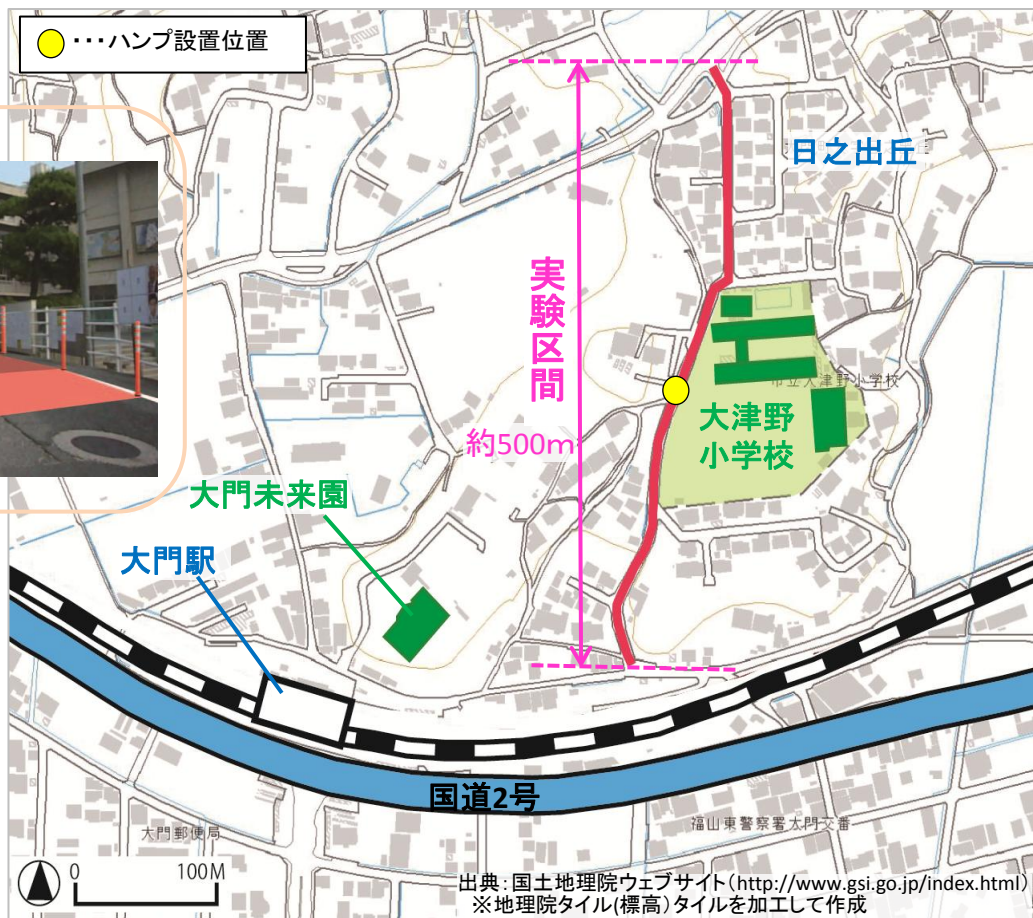 ・・・ハンプ設置位置
日之出丘
実験区間
約500m
市立大津野小学校
大津野
小学校
大門未来園
大門駅
国道2号
大門郵便局
福山東警察署大門交番
0 100M
出典:国土地理院ウェブサイト(http://www.gsi.go.jp/index.html)
※地理院タイル(標高)タイルを加工して作成